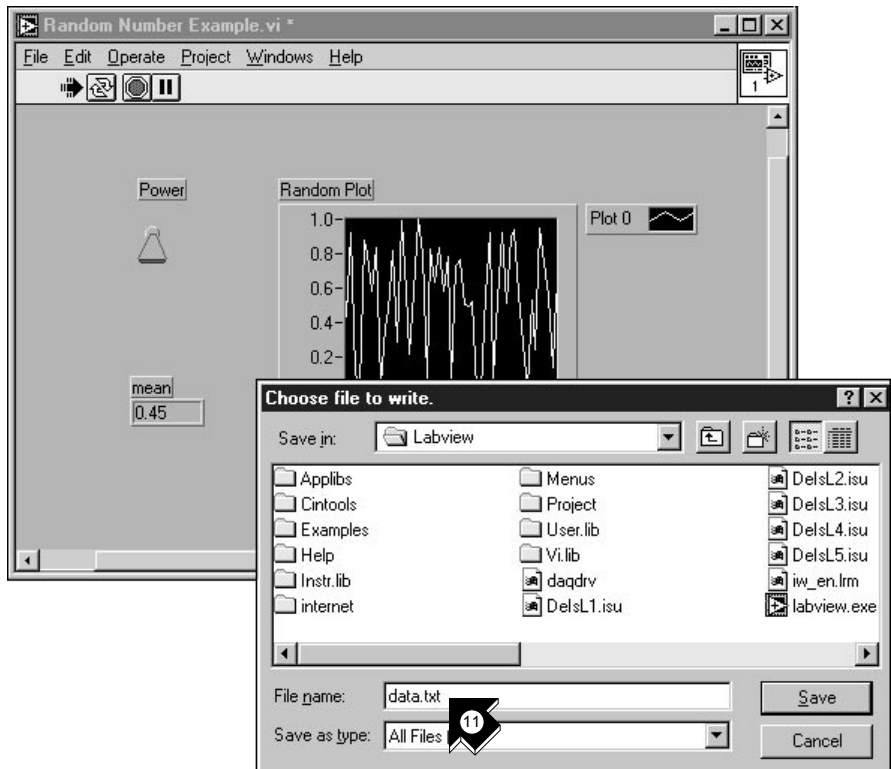 Random Number Example.vi *
File Edit Operate Project Windows Help
1
Power
Random Plot
Plot 0
1.0
0.8
0.6
0.4
0.2
mean
0.45
Choose file to write.
Save in: Labview
Applibs
Cintools
Examples
Help
Instr.lib
internet
Menus
Project
User.lib
Vi.lib
daqdrv
DelsL1.isu
DelsL2.isu
DelsL3.isu
DelsL4.isu
DelsL5.isu
iw_en.lrm
labview.exe
File name: data.txt
Save
11
Save as type: All Files
Cancel